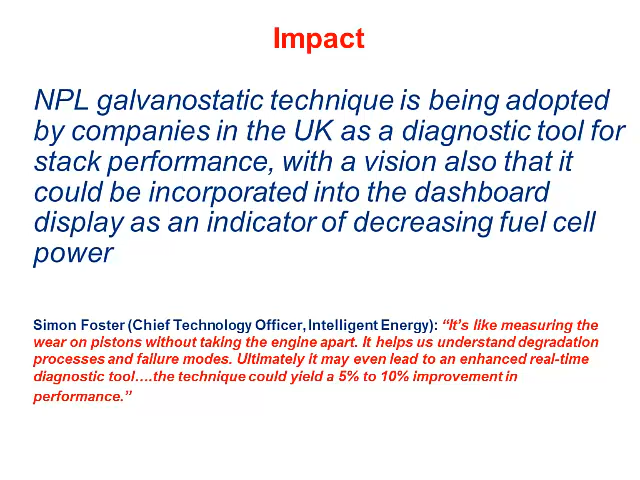 Impact
NPL galvanostatic technique is being adopted
by companies in the UK as a diagnostic tool for
stack performance, with a vision also that it
could be incorporated into the dashboard
display as an indicator of decreasing fuel cell
power
Simon Foster (Chief Technology Officer, Intelligent Energy): “It’s like measuring the
wear on pistons without taking the engine apart. It helps us understand degradation
processes and failure modes. Ultimately it may even lead to an enhanced real-time
diagnostic tool….the technique could yield a 5% to 10% improvement in
performance.”